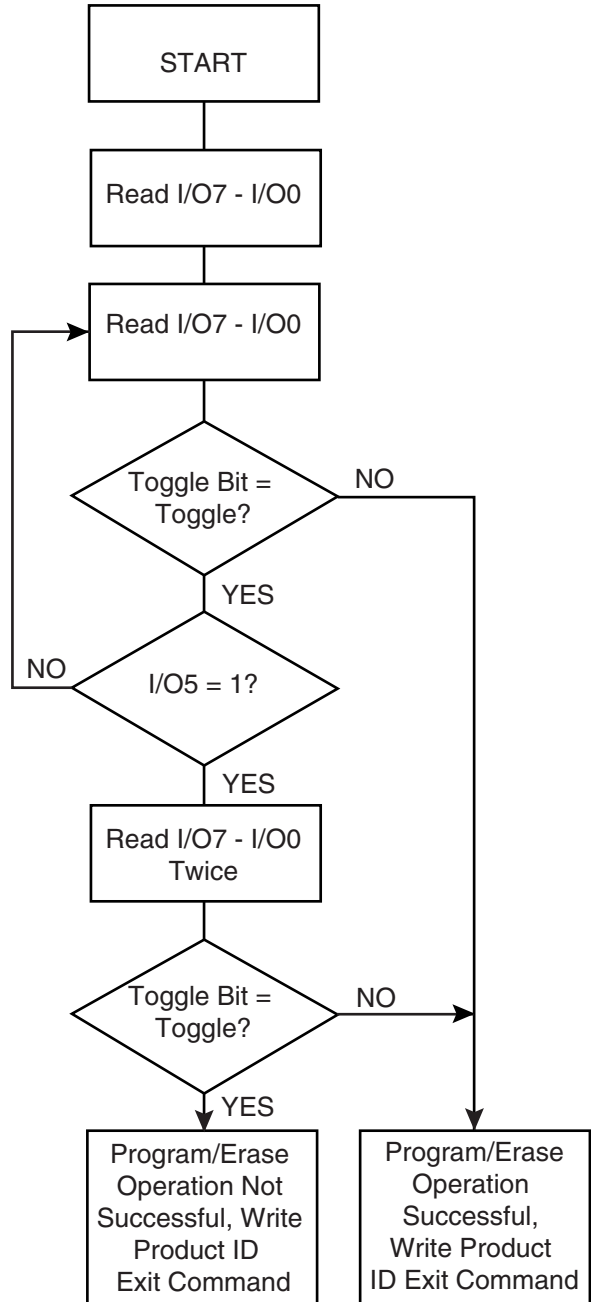 START
Read I/O7 - I/O0
Read I/O7 - I/O0
Toggle Bit =
Toggle?
NO
YES
NO
I/O5 = 1?
YES
Read I/O7 - I/O0
Twice
Toggle Bit =
Toggle?
NO
YES
Program/Erase
Operation Not
Successful, Write
Product ID
Exit Command
Program/Erase
Operation
Successful,
Write Product
ID Exit Command